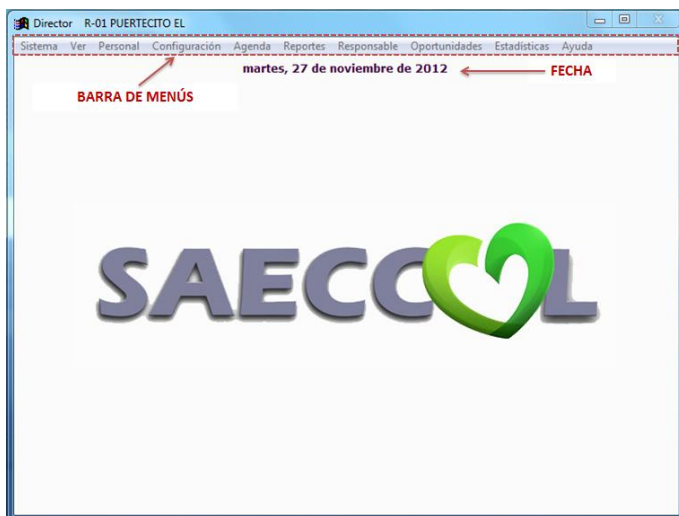 Director R-01 PUERTECITO EL
Sistema Ver Personal Configuración Agenda Reportes Responsable Oportunidades Estadísticas Ayuda
martes, 27 de noviembre de 2012
FECHA
BARRA DE MENÚS
SAECCOL